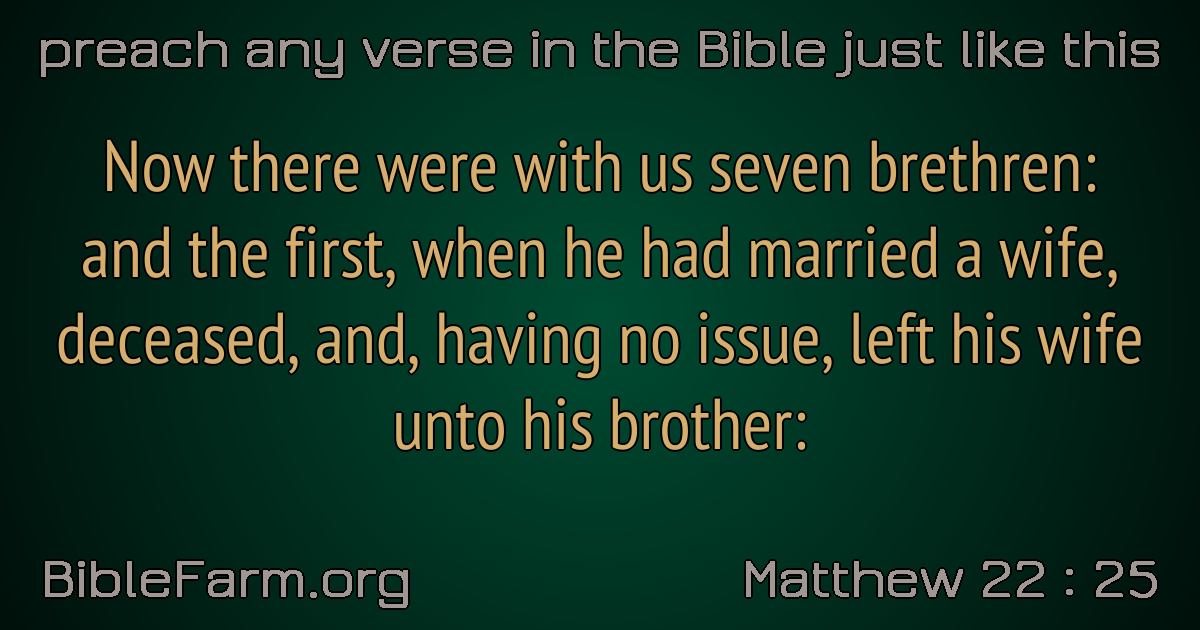 preach any verse in the Bible just like this
Now there were with us seven brethren:
and the first, when he had married a wife,
deceased, and, having no issue, left his wife
unto his brother:
BibleFarm.org
Matthew 22 : 25